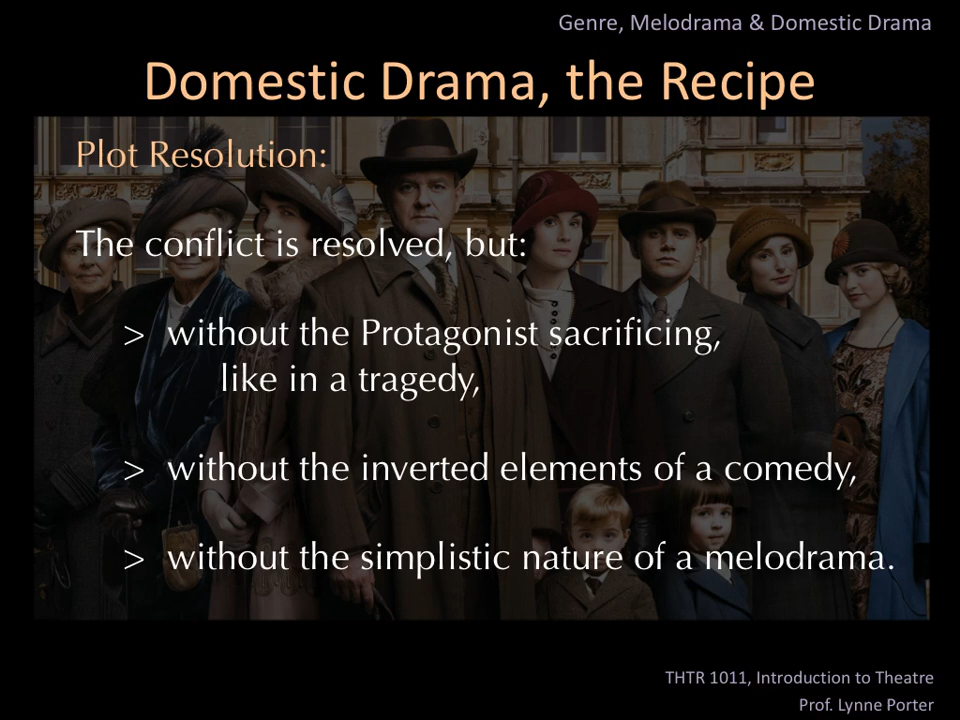 Genre, Melodrama & Domestic Drama
Domestic Drama, the Recipe
Plot Resolution:
The conflict is resolved, but:
> without the Protagonist sacrificing,
like in a tragedy,
> without the inverted elements of a comedy,
> without the simplistic nature of a melodrama.
THTR 1011, Introduction to Theatre
Prof. Lynne Porter